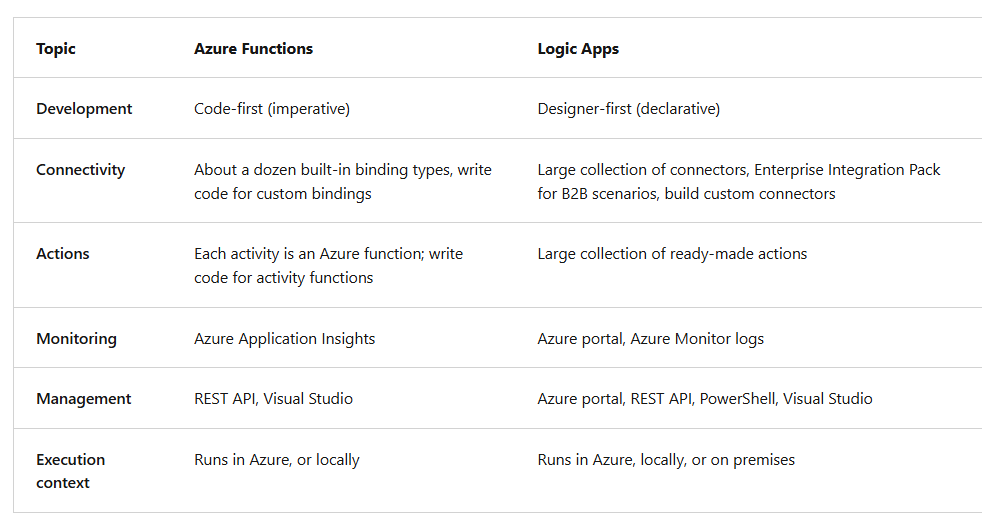 Topic Azure Functions Logic Apps
Development Code-first (imperative) Designer-first (declarative)
Connectivity About a dozen built-in binding types, write Large collection of connectors, Enterprise Integration Pack
code for custom bindings for B2B scenarios, build custom connectors
Actions Each activity is an Azure function; write Large collection of ready-made actions
code for activity functions
Monitoring Azure Application Insights Azure portal, Azure Monitor logs
Management REST API, Visual Studio Azure portal, REST API, PowerShell, Visual Studio
Execution Runs in Azure, or locally Runs in Azure, locally, or on premises
context